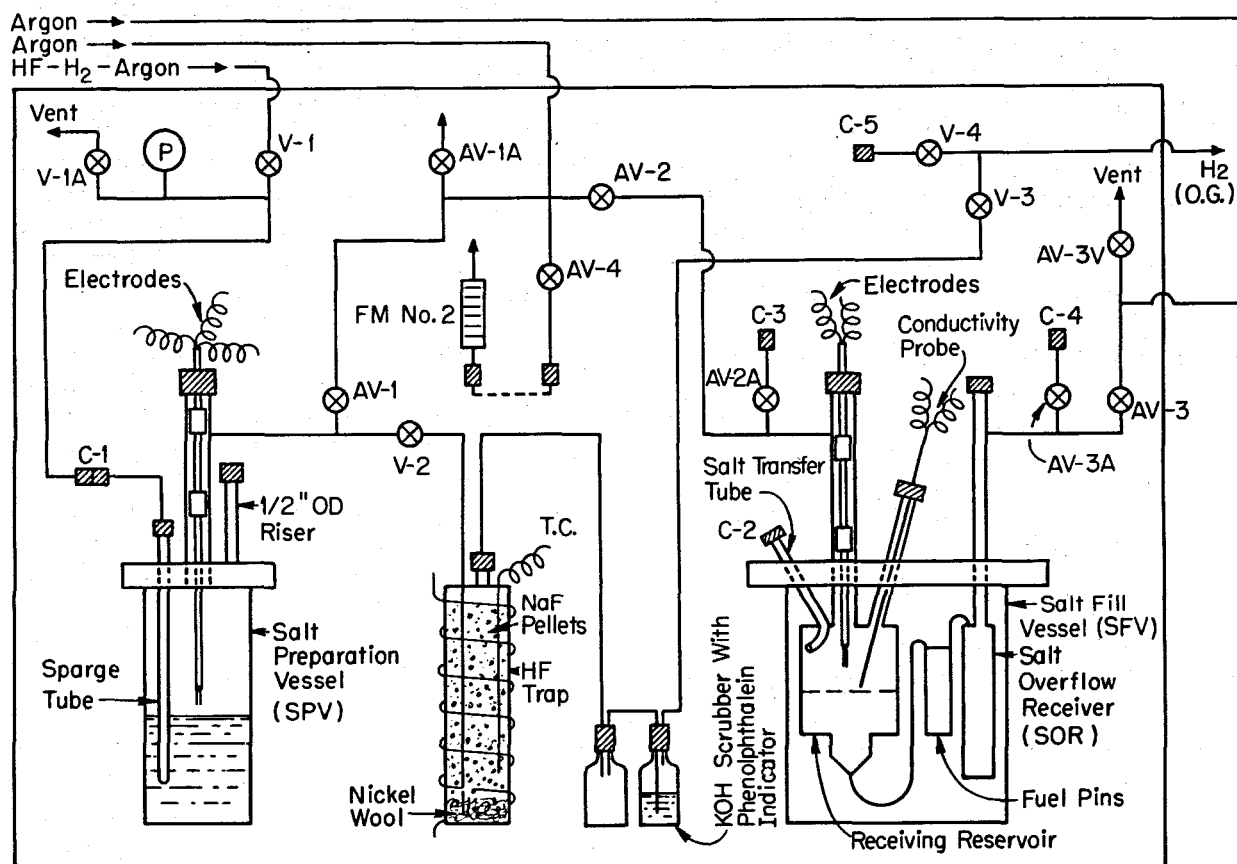 Argon
Argon
HF-H2-Argon
Vent
P
V-1
V-1A
AV-1A
AV-2
C-5
V-4
H2
(O.G.)
V-3
Vent
AV-3V
Electrodes
FM No. 2
AV-4
C-3
Electrodes
Conductivity
Probe
C-4
AV-1
AV-2A
AV-3
C-1
V-2
AV-3A
1/2" OD
Riser
Salt Transfer
Tube
C-2
T.C.
NaF
Pellets
HF
Trap
Salt
Preparation
Vessel
(SPV)
Sparge
Tube
Nickel
Wool
KOH Scrubber With
Phenolphthalein
Indicator
Salt Fill
Vessel (SFV)
Salt
Overflow
Receiver
(SOR)
Fuel Pins
Receiving Reservoir